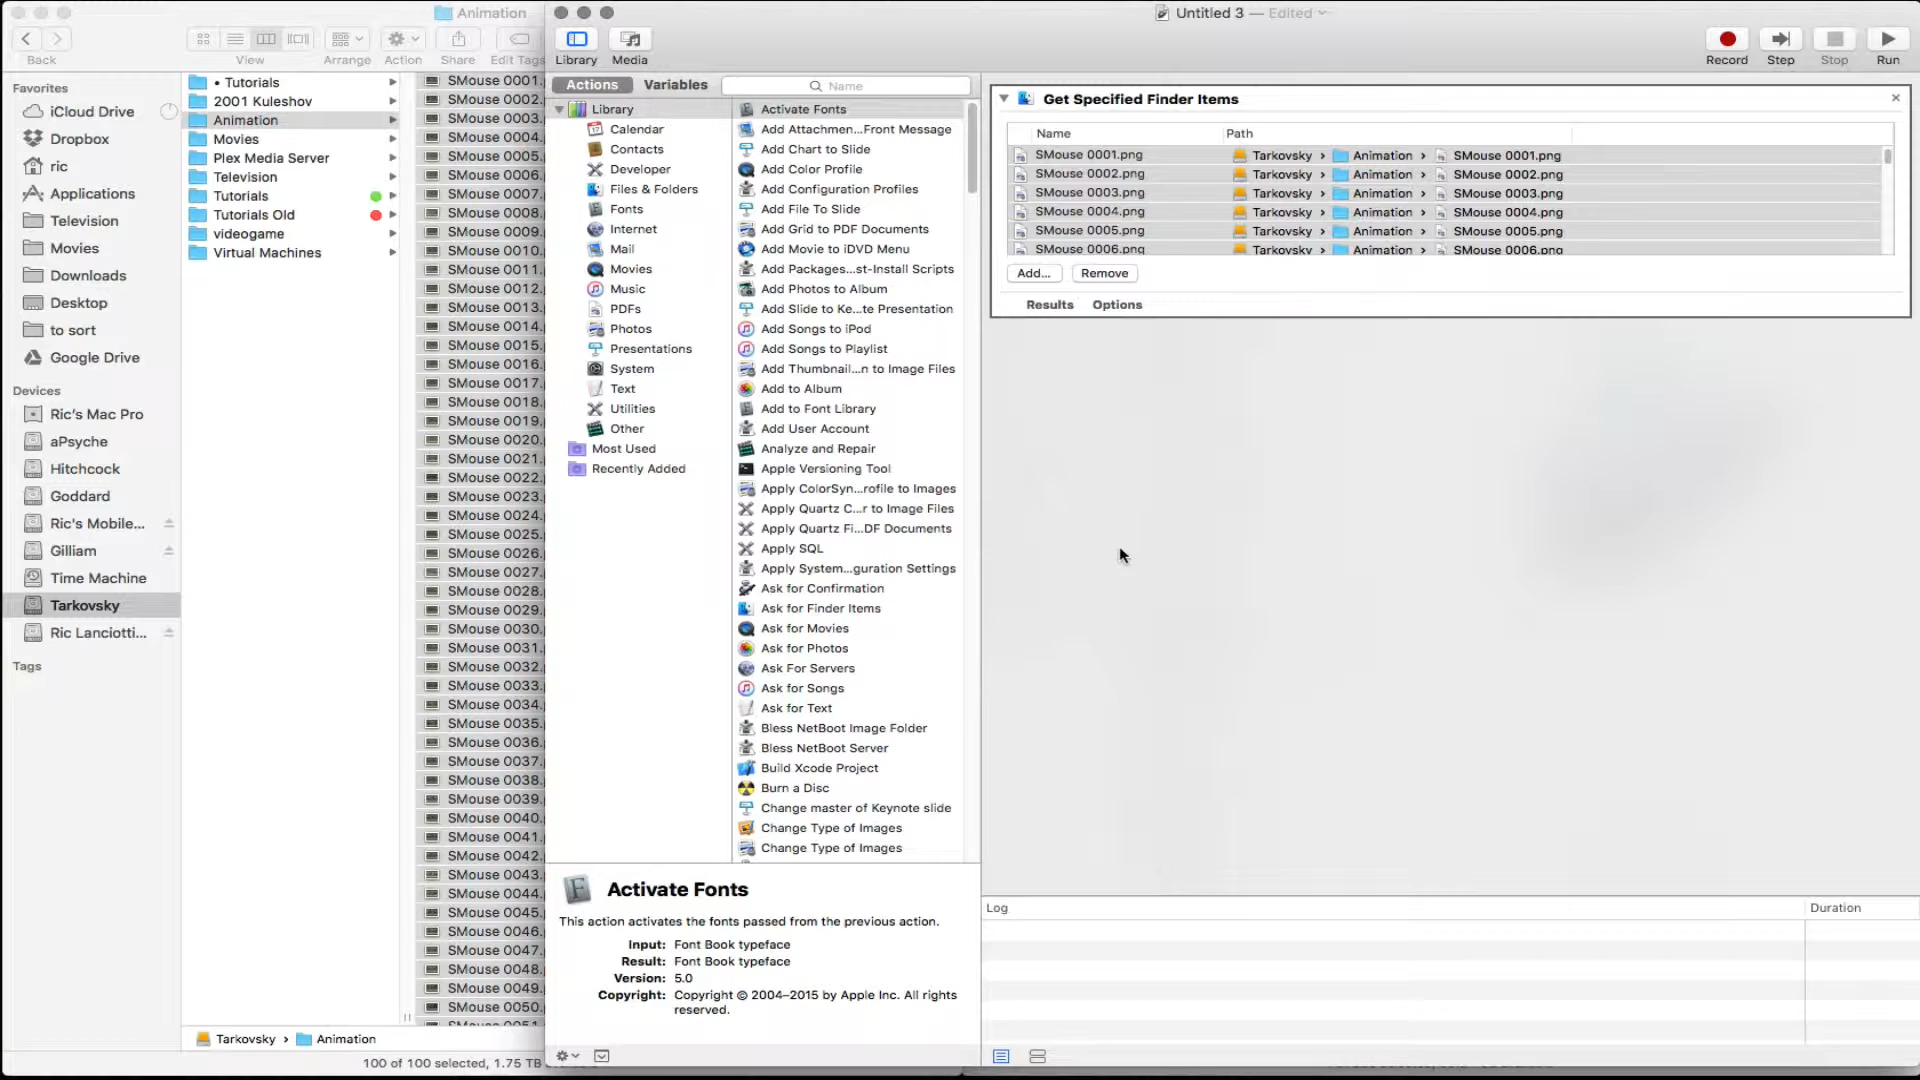 Animation
Back
View
Arrange
Action
Share
Edit Tags
Favorites
iCloud Drive
Dropbox
ric
Applications
Television
Movies
Downloads
Desktop
to sort
Google Drive
Devices
Ric's Mac Pro
aPsyche
Hitchcock
Goddard
Ric's Mobile...
Gilliam
Time Machine
Tarkovsky
Ric Lanciotti...
Tags
• Tutorials
2001 Kuleshov
Animation
Movies
Plex Media Server
Television
Tutorials
Tutorials Old
videogame
Virtual Machines
SMouse 0001.
SMouse 0002.
SMouse 0003.
SMouse 0004.
SMouse 0005.
SMouse 0006.
SMouse 0007.
SMouse 0008.
SMouse 0009.
SMouse 0010.
SMouse 0011.
SMouse 0012.
SMouse 0013.
SMouse 0014.
SMouse 0015.
SMouse 0016.
SMouse 0017.
SMouse 0018.
SMouse 0019.
SMouse 0020.
SMouse 0021.
SMouse 0022.
SMouse 0023.
SMouse 0024.
SMouse 0025.
SMouse 0026.
SMouse 0027.
SMouse 0028.
SMouse 0029.
SMouse 0030.
SMouse 0031.
SMouse 0032.
SMouse 0033.
SMouse 0034.
SMouse 0035.
SMouse 0036.
SMouse 0037.
SMouse 0038.
SMouse 0039.
SMouse 0040.
SMouse 0041.
SMouse 0042.
SMouse 0043.
SMouse 0044.
SMouse 0045.
SMouse 0046.
SMouse 0047.
SMouse 0048.
SMouse 0049.
SMouse 0050.
SMouse 0051.
Tarkovsky › Animation
100 of 100 selected, 1.75 TB
Untitled 3 — Edited
Library
Media
Record
Step
Stop
Run
Actions
Variables
Name
Library
Calendar
Contacts
Developer
Files & Folders
Fonts
Internet
Mail
Movies
Music
PDFs
Photos
Presentations
System
Text
Utilities
Other
Most Used
Recently Added
Activate Fonts
Add Attachmen...Front Message
Add Chart to Slide
Add Color Profile
Add Configuration Profiles
Add File To Slide
Add Grid to PDF Documents
Add Movie to iDVD Menu
Add Packages...st-Install Scripts
Add Photos to Album
Add Slide to Ke...te Presentation
Add Songs to iPod
Add Songs to Playlist
Add Thumbnail...n to Image Files
Add to Album
Add to Font Library
Add User Account
Analyze and Repair
Apple Versioning Tool
Apply ColorSyn...rofile to Images
Apply Quartz C...r to Image Files
Apply Quartz Fi...DF Documents
Apply SQL
Apply System...guration Settings
Ask for Confirmation
Ask for Finder Items
Ask for Movies
Ask for Photos
Ask For Servers
Ask for Songs
Ask for Text
Bless NetBoot Image Folder
Bless NetBoot Server
Build Xcode Project
Burn a Disc
Change master of Keynote slide
Change Type of Images
Change Type of Images
Activate Fonts
This action activates the fonts passed from the previous action.
Input: Font Book typeface
Result: Font Book typeface
Version: 5.0
Copyright: Copyright © 2004–2015 by Apple Inc. All rights
reserved.
Get Specified Finder Items
Name Path
SMouse 0001.png Tarkovsky › Animation › SMouse 0001.png
SMouse 0002.png Tarkovsky › Animation › SMouse 0002.png
SMouse 0003.png Tarkovsky › Animation › SMouse 0003.png
SMouse 0004.png Tarkovsky › Animation › SMouse 0004.png
SMouse 0005.png Tarkovsky › Animation › SMouse 0005.png
SMouse 0006.png Tarkovsky › Animation › SMouse 0006.png
Add...
Remove
Results
Options
Log
Duration